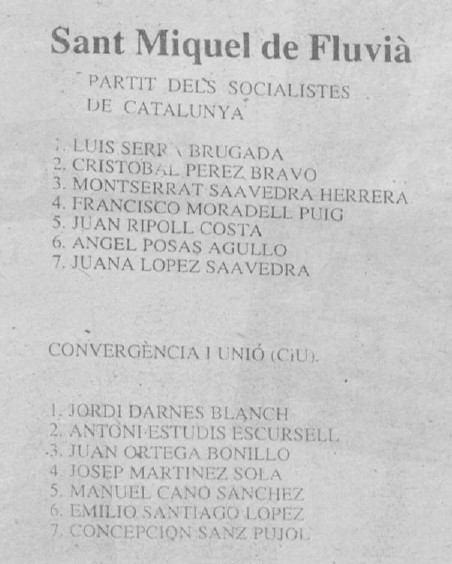 Sant Miquel de Fluvià
PARTIT DELS SOCIALISTES
DE CATALUNYA
1. LUIS SERRA BRUGADA
2. CRISTOBAL PEREZ BRAVO
3. MONTSERRAT SAAVEDRA HERRERA
4. FRANCISCO MORADELL PUIG
5. JUAN RIPOLL COSTA
6. ANGEL POSAS AGULLO
7. JUANA LOPEZ SAAVEDRA
CONVERGÈNCIA I UNIÓ (CiU).
1. JORDI DARNES BLANCH
2. ANTONI ESTUDIS ESCURSELL
3. JUAN ORTEGA BONILLO
4. JOSEP MARTINEZ SOLA
5. MANUEL CANO SANCHEZ
6. EMILIO SANTIAGO LOPEZ
7. CONCEPCION SANZ PUJOL